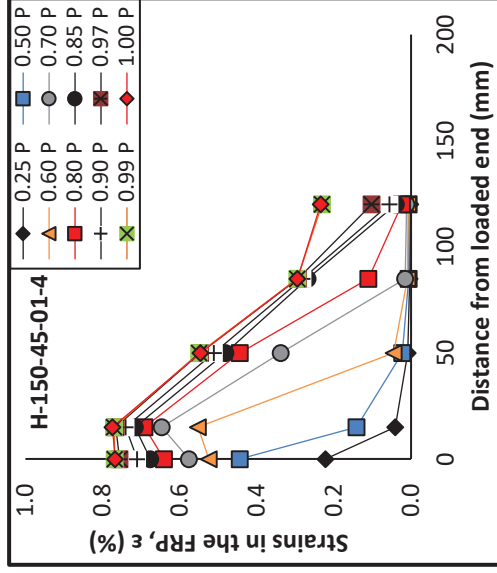 H-150-45-01-4
0.25 P 0.50 P
0.60 P 0.70 P
0.80 P 0.85 P
0.90 P 0.97 P
0.99 P 1.00 P
Strains in the FRP, ε (%)
1.0
0.8
0.6
0.4
0.2
0.0
0 50 100 150 200
Distance from loaded end (mm)